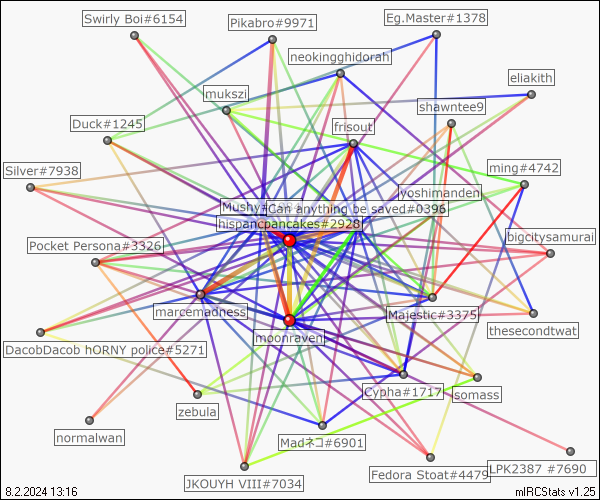 Swirly Boi#6154
Pikabro#9971
Eg.Master#1378
neokingghidorah
eliakith
mukszi
shawntee9
Duck#1245
frisout
Silver#7938
ming#4742
yoshimanden
Mushy
Can anything be saved#0396
hispancpancakes#2928
Pocket Persona#3326
bigcitysamurai
marcemadness
Majestic#3375
thesecondtwat
moonraven
DacobDacob hORNY police#5271
Cypha#1717
somass
zebula
normalwan
Madネコ#6901
JKOUYH VIII#7034
Fedora Stoat#4479
LPK2387 #7690
8.2.2024 13:16
mIRCStats v1.25